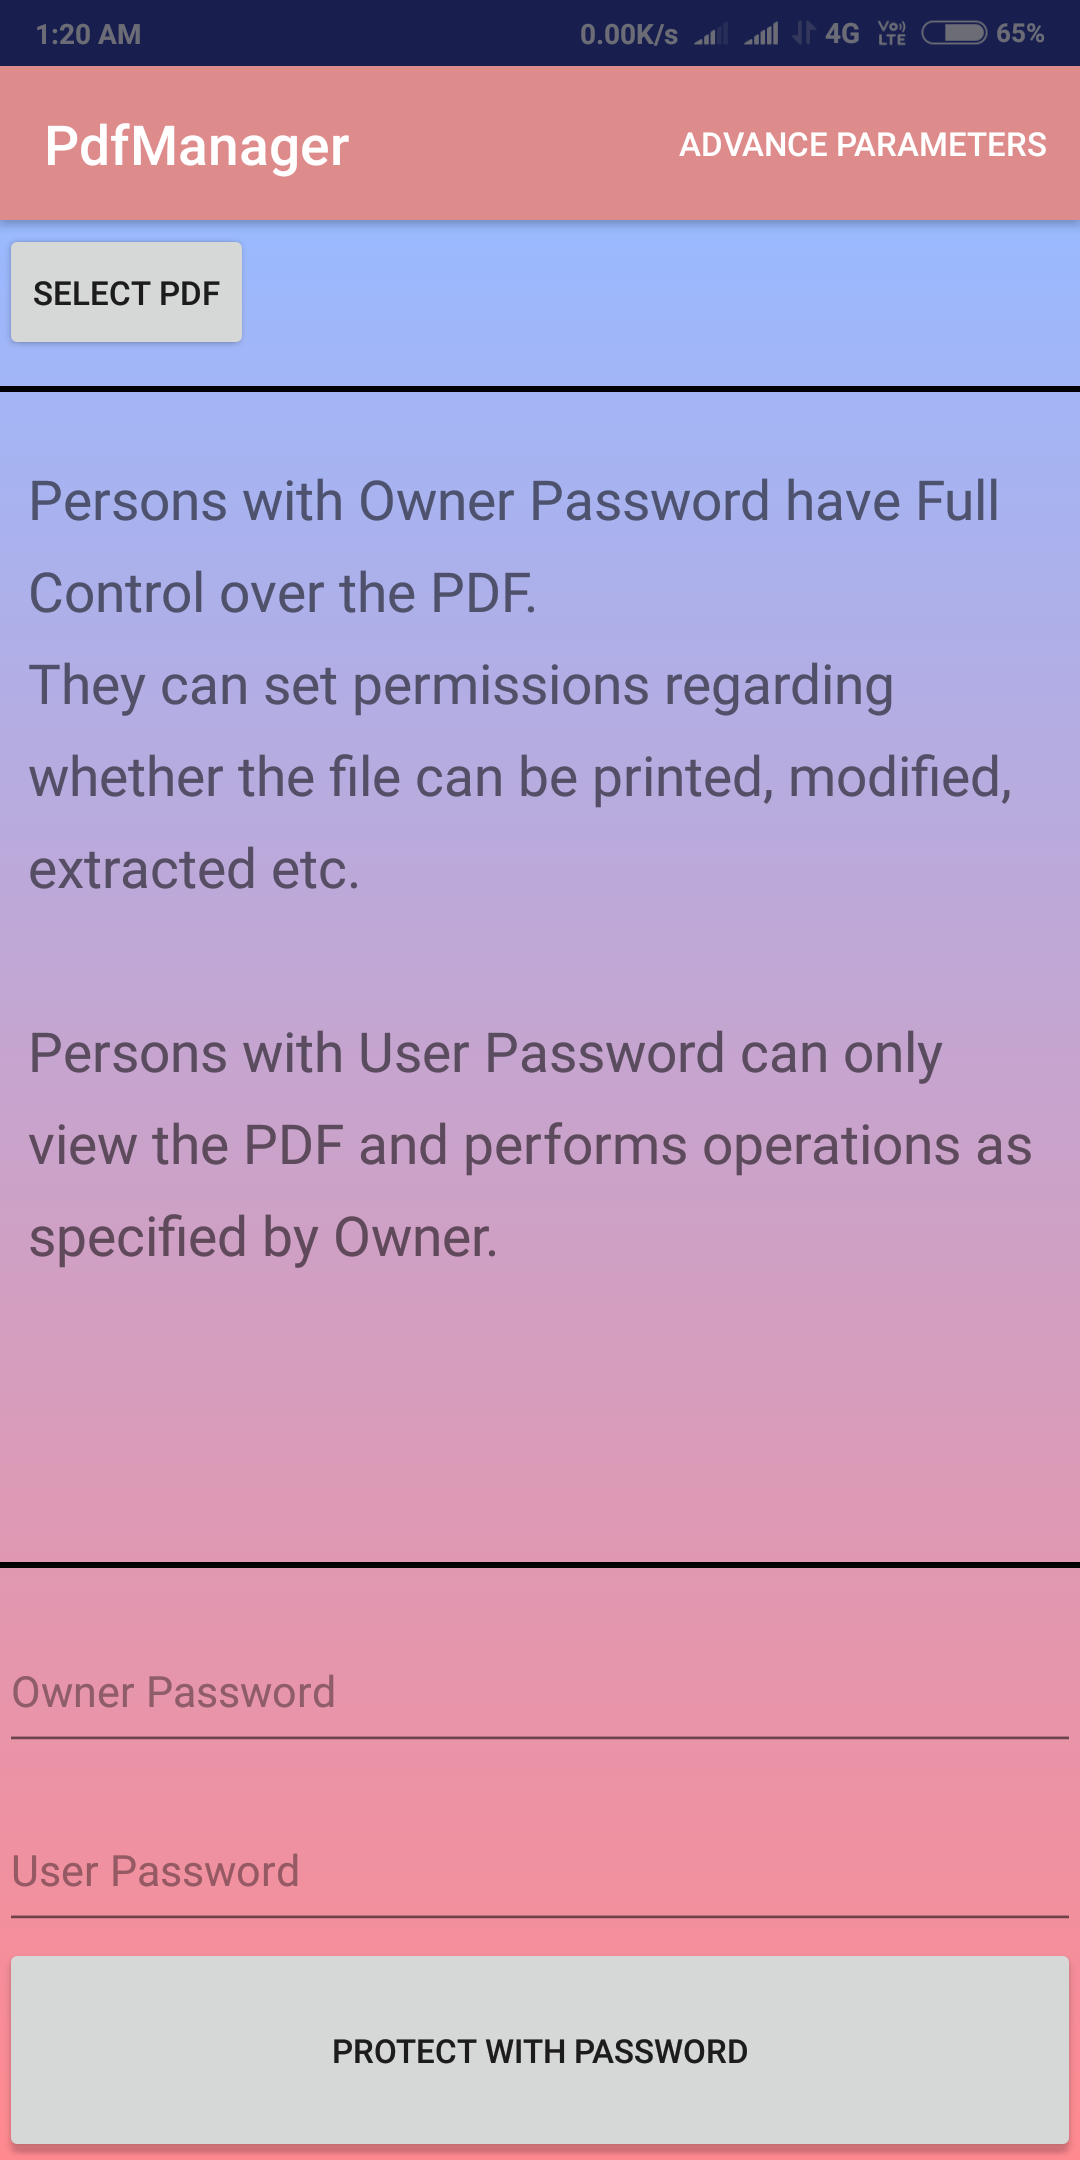 1:20 AM 0.00K/s 4G VoLTE 65%
PdfManager ADVANCE PARAMETERS
SELECT PDF
Persons with Owner Password have Full
Control over the PDF.
They can set permissions regarding
whether the file can be printed, modified,
extracted etc.
Persons with User Password can only
view the PDF and performs operations as
specified by Owner.
Owner Password
User Password
PROTECT WITH PASSWORD